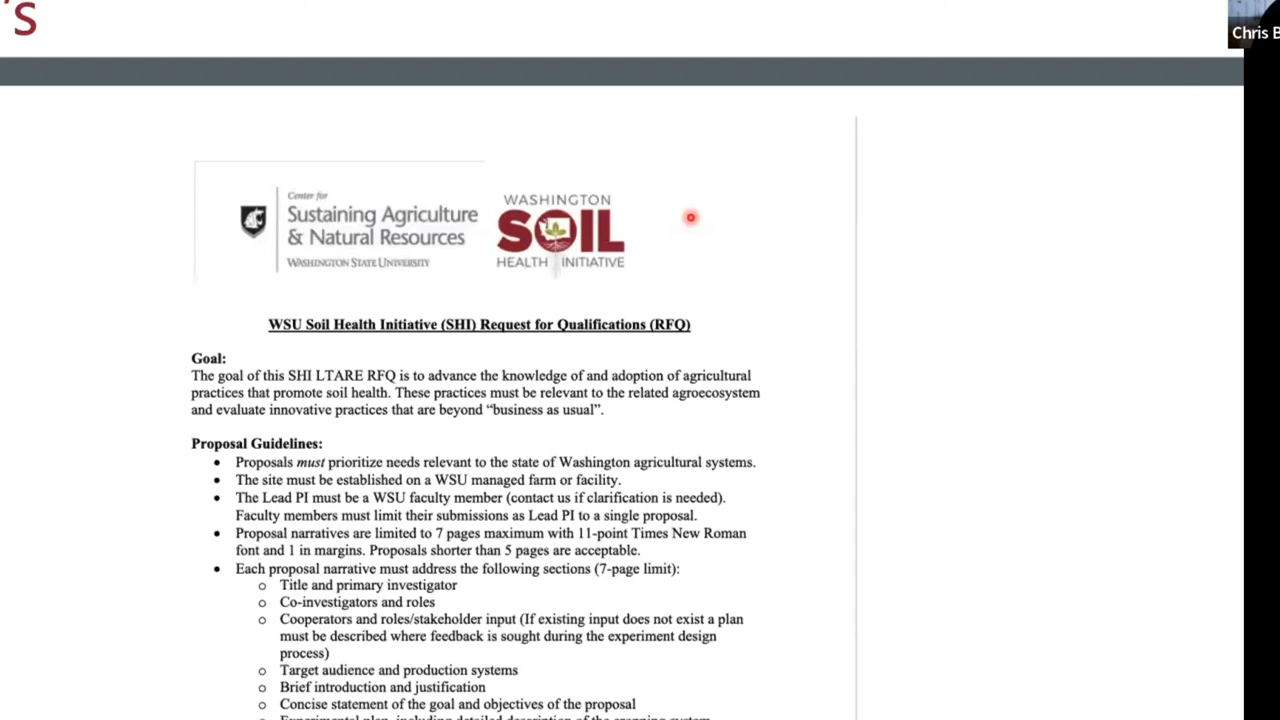 's
Chris B
Center for
Sustaining Agriculture
& Natural Resources
WASHINGTON STATE UNIVERSITY
WASHINGTON
SOIL
HEALTH INITIATIVE
WSU Soil Health Initiative (SHI) Request for Qualifications (RFQ)
Goal:
The goal of this SHI LTARE RFQ is to advance the knowledge of and adoption of agricultural
practices that promote soil health. These practices must be relevant to the related agroecosystem
and evaluate innovative practices that are beyond “business as usual”.
Proposal Guidelines:
• Proposals must prioritize needs relevant to the state of Washington agricultural systems.
• The site must be established on a WSU managed farm or facility.
• The Lead PI must be a WSU faculty member (contact us if clarification is needed).
Faculty members must limit their submissions as Lead PI to a single proposal.
• Proposal narratives are limited to 7 pages maximum with 11-point Times New Roman
font and 1 in margins. Proposals shorter than 5 pages are acceptable.
• Each proposal narrative must address the following sections (7-page limit):
o Title and primary investigator
o Co-investigators and roles
o Cooperators and roles/stakeholder input (If existing input does not exist a plan
must be described where feedback is sought during the experiment design
process)
o Target audience and production systems
o Brief introduction and justification
o Concise statement of the goal and objectives of the proposal
o Experimental plan, including detailed description of the cropping system